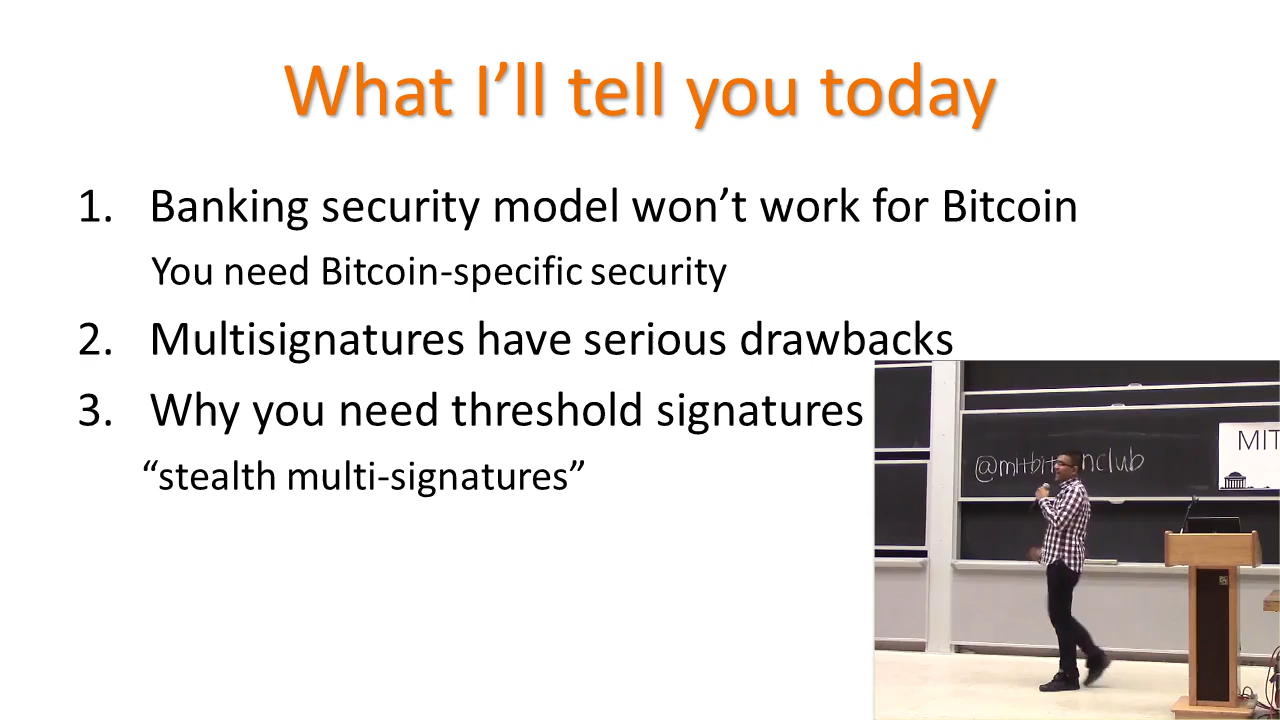 What I’ll tell you today
1. Banking security model won’t work for Bitcoin
You need Bitcoin-specific security
2. Multisignatures have serious drawbacks
3. Why you need threshold signatures
“stealth multi-signatures”
MIT